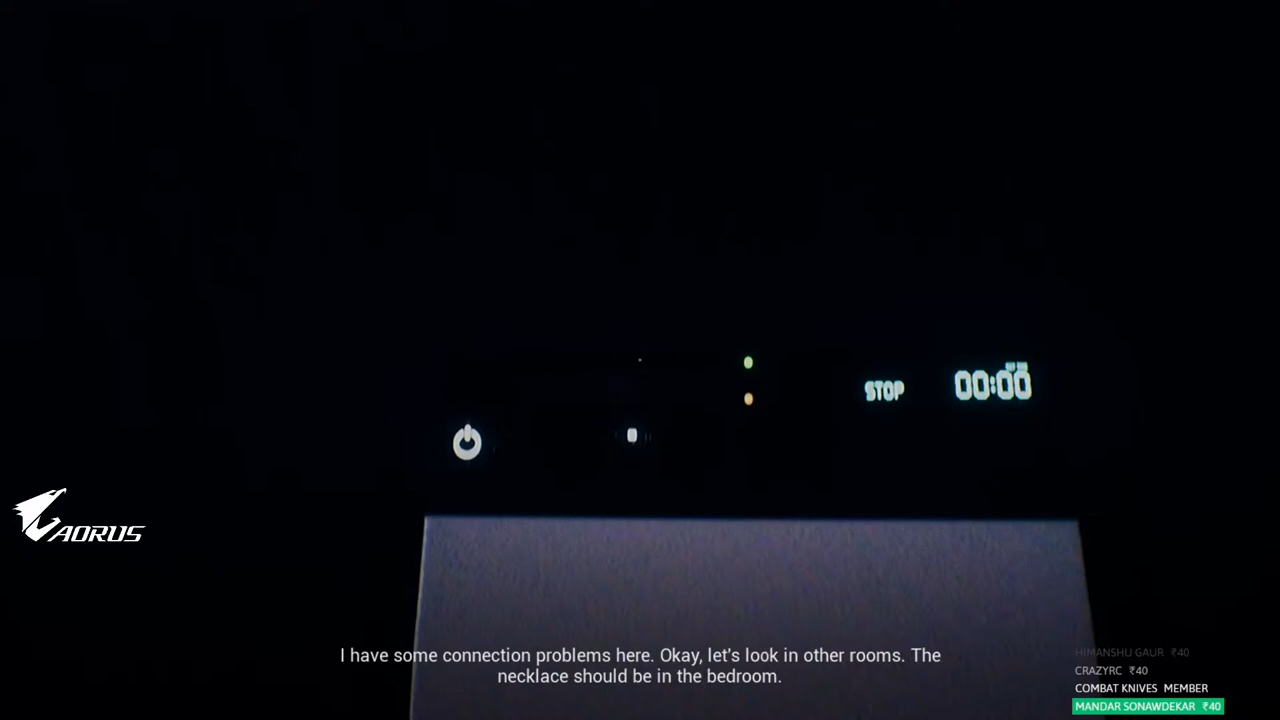 STOP
00:00
AORUS
I have some connection problems here. Okay, let's look in other rooms. The
necklace should be in the bedroom.
HIMANSHU GAUR ₹40
CRAZYRC ₹40
COMBAT KNIVES MEMBER
MANDAR SONAWDEKAR ₹40